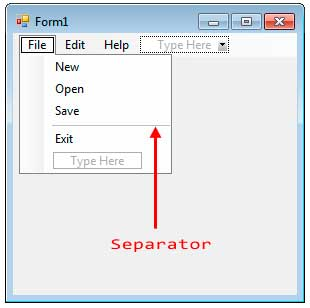 Form1
File Edit Help Type Here
New
Open
Save
Exit
Type Here
Separator